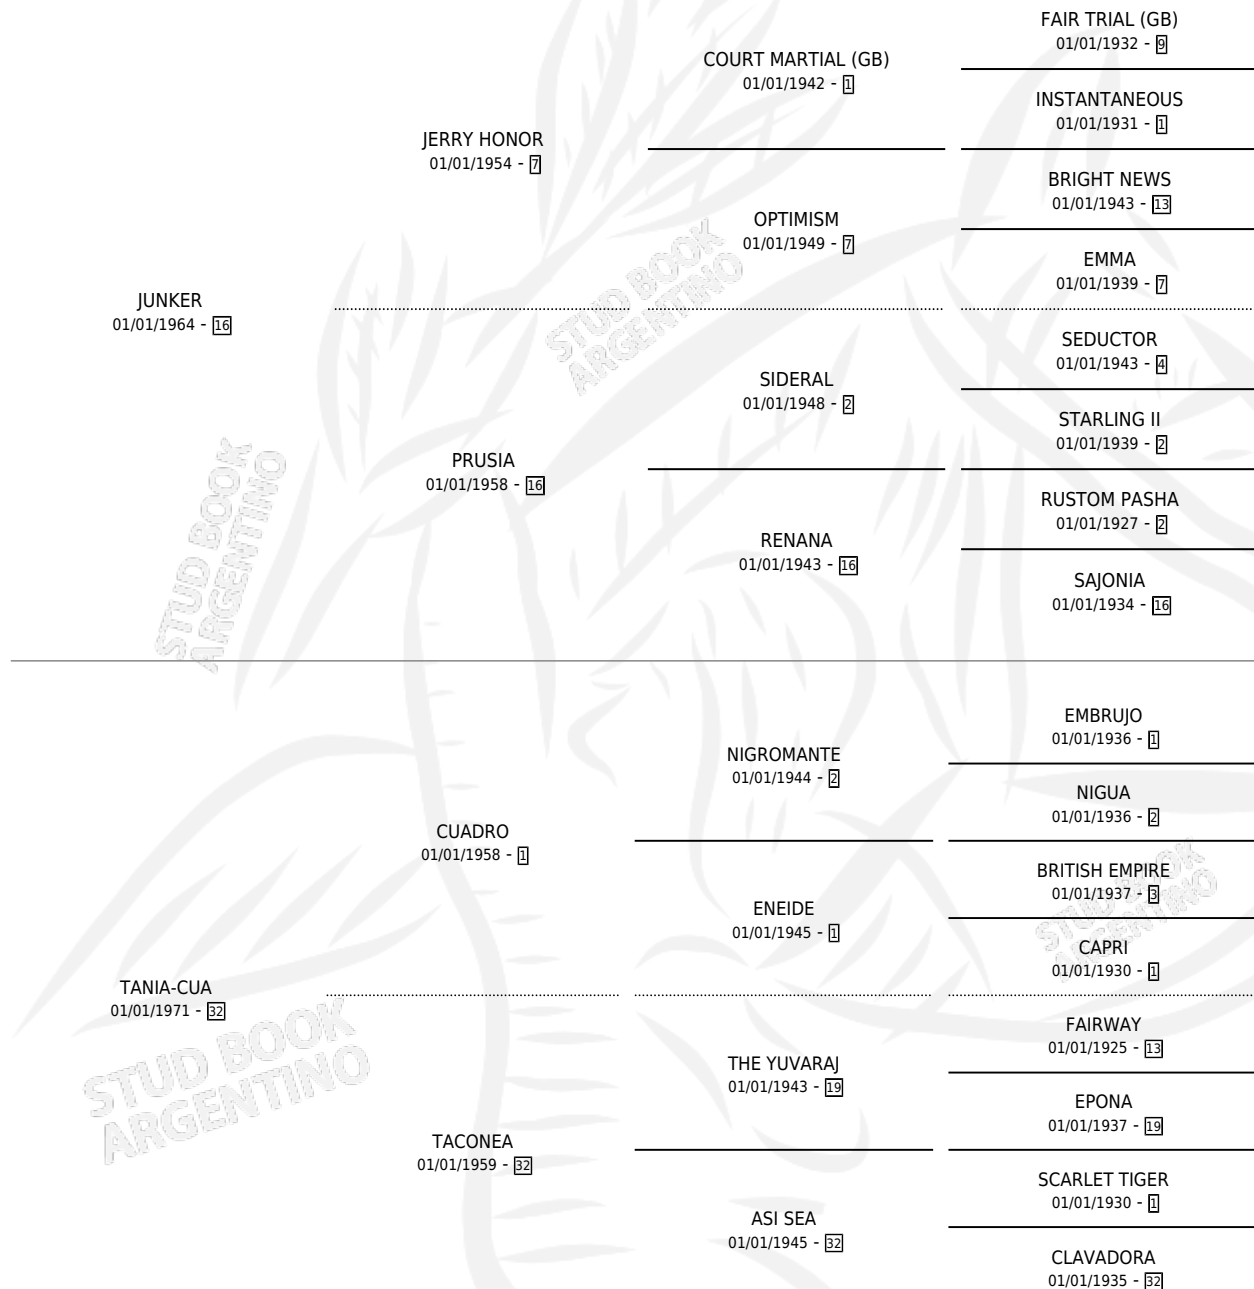 FAIR TRIAL (GB)
01/01/1932 - 9
COURT MARTIAL (GB)
01/01/1942 - 1
INSTANTANEOUS
01/01/1931 - 1
JERRY HONOR
01/01/1954 - 7
BRIGHT NEWS
01/01/1943 - 13
OPTIMISM
01/01/1949 - 7
EMMA
01/01/1939 - 7
JUNKER
01/01/1964 - 16
SEDUCTOR
01/01/1943 - 4
SIDERAL
01/01/1948 - 2
STARLING II
01/01/1939 - 2
PRUSIA
01/01/1958 - 16
RUSTOM PASHA
01/01/1927 - 2
RENANA
01/01/1943 - 16
SAJONIA
01/01/1934 - 16
EMBRUJO
01/01/1936 - 1
NIGROMANTE
01/01/1944 - 2
NIGUA
01/01/1936 - 2
CUADRO
01/01/1958 - 1
BRITISH EMPIRE
01/01/1937 - 3
ENEIDE
01/01/1945 - 1
CAPRI
01/01/1930 - 1
TANIA-CUA
01/01/1971 - 32
FAIRWAY
01/01/1925 - 13
THE YUVARAJ
01/01/1943 - 19
EPONA
01/01/1937 - 19
TACONEA
01/01/1959 - 32
SCARLET TIGER
01/01/1930 - 1
ASI SEA
01/01/1945 - 32
CLAVADORA
01/01/1935 - 32
STUD BOOK
ARGENTINO
STUD BOOK
ARGENTINO
STUD BOOK
ARGENTINO
STUD BOOK
ARGENTINO